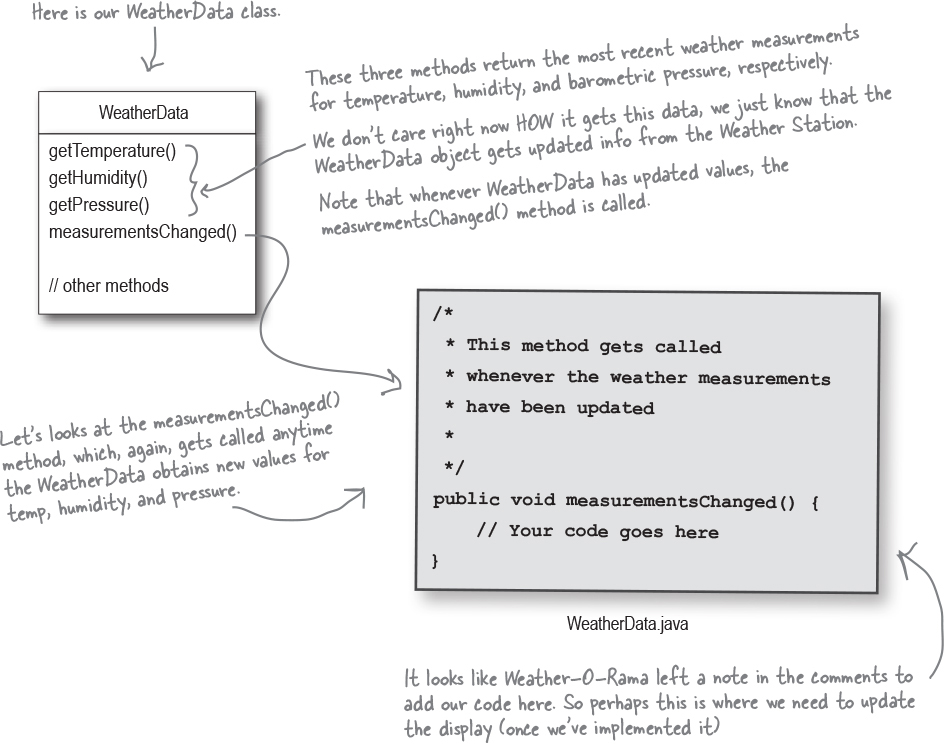 Here is our WeatherData class.
These three methods return the most recent weather measurements
for temperature, humidity, and barometric pressure, respectively.
We don't care right now HOW it gets this data, we just know that the
WeatherData object gets updated info from the Weather Station.
Note that whenever WeatherData has updated values, the
measurementsChanged() method is called.
WeatherData
getTemperature()
getHumidity()
getPressure()
measurementsChanged()
// other methods
/*
* This method gets called
* whenever the weather measurements
* have been updated
*
*/
public void measurementsChanged() {
// Your code goes here
}
WeatherData.java
Let's looks at the measurementsChanged()
method, which, again, gets called anytime
the WeatherData obtains new values for
temp, humidity, and pressure.
It looks like Weather-O-Rama left a note in the comments to
add our code here. So perhaps this is where we need to update
the display (once we've implemented it)